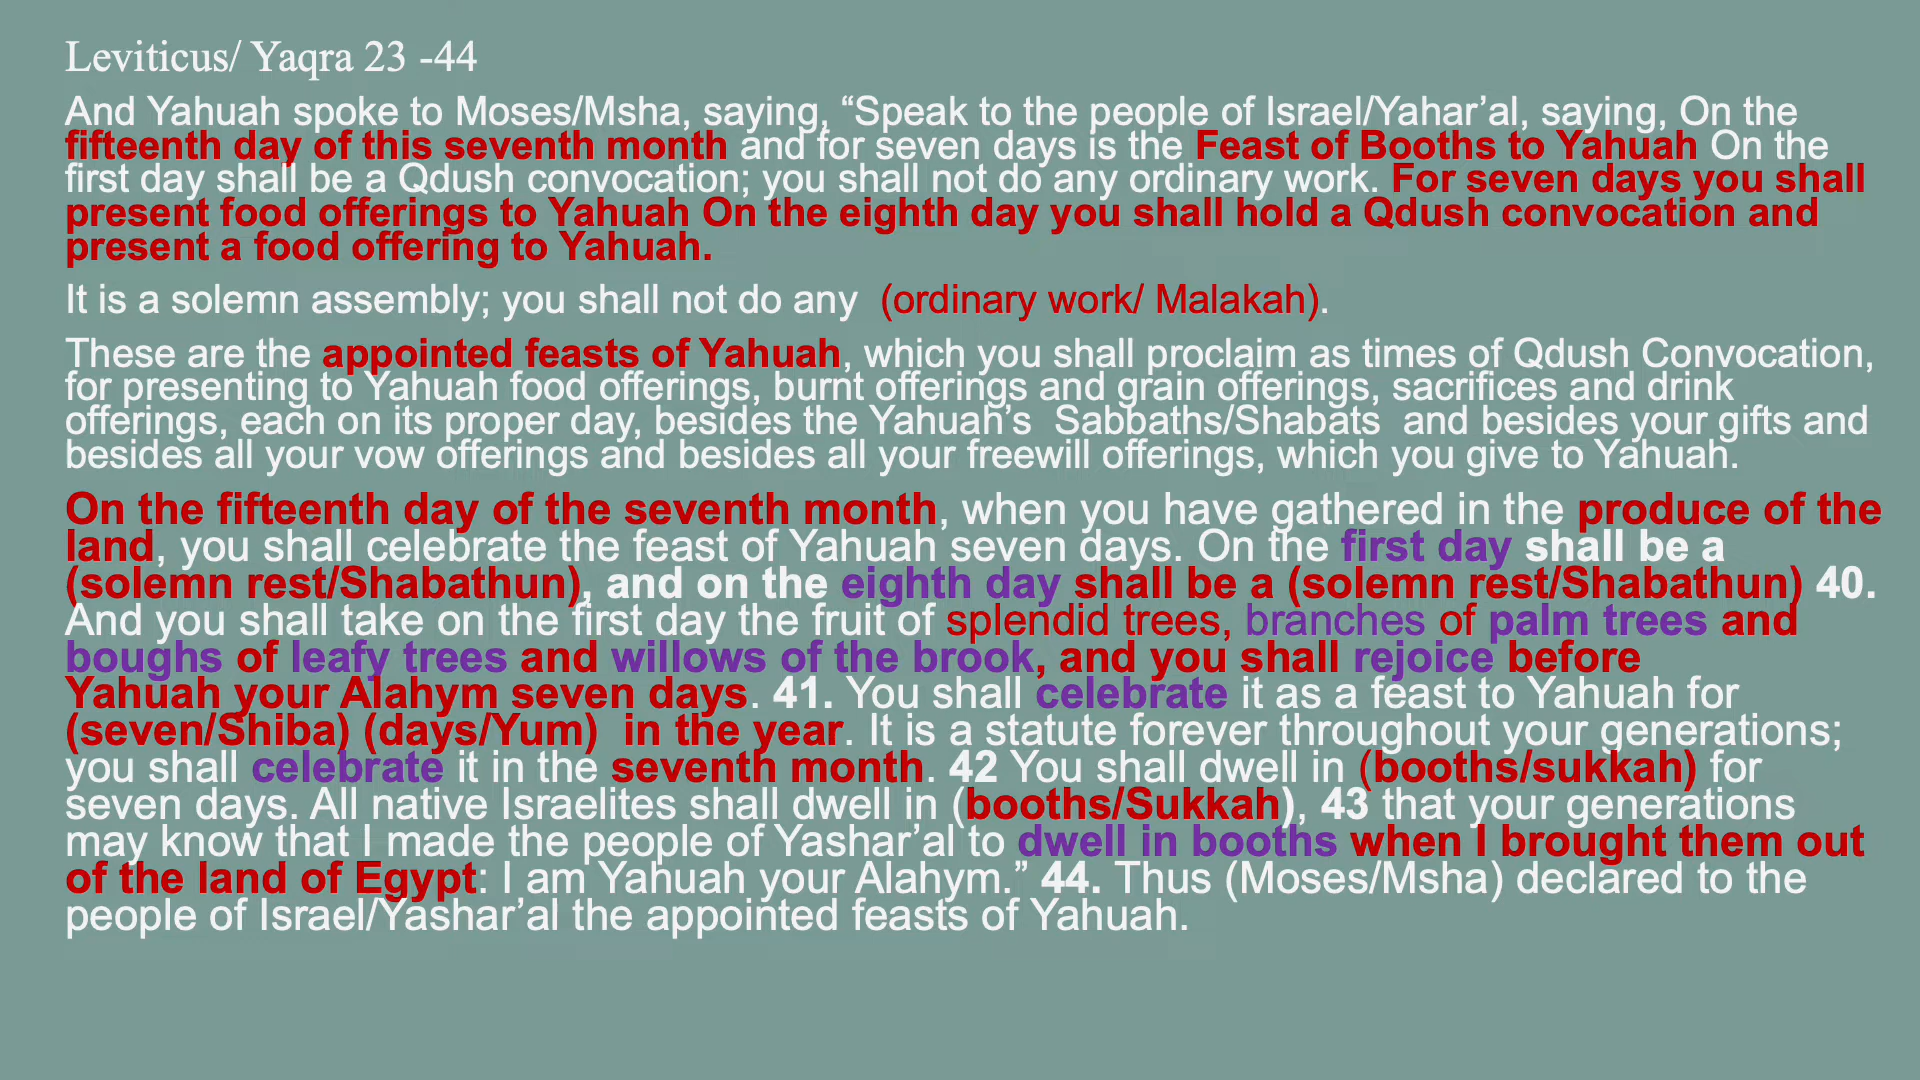 Leviticus/ Yaqra 23 -44
And Yahuah spoke to Moses/Msha, saying, “Speak to the people of Israel/Yahar’al, saying, On the
fifteenth day of this seventh month and for seven days is the Feast of Booths to Yahuah On the
first day shall be a Qdush convocation; you shall not do any ordinary work. For seven days you shall
present food offerings to Yahuah On the eighth day you shall hold a Qdush convocation and
present a food offering to Yahuah.
It is a solemn assembly; you shall not do any (ordinary work/ Malakah).
These are the appointed feasts of Yahuah, which you shall proclaim as times of Qdush Convocation,
for presenting to Yahuah food offerings, burnt offerings and grain offerings, sacrifices and drink
offerings, each on its proper day, besides the Yahuah’s Sabbaths/Shabats and besides your gifts and
besides all your vow offerings and besides all your freewill offerings, which you give to Yahuah.
On the fifteenth day of the seventh month, when you have gathered in the produce of the
land, you shall celebrate the feast of Yahuah seven days. On the first day shall be a
(solemn rest/Shabathun), and on the eighth day shall be a (solemn rest/Shabathun) 40.
And you shall take on the first day the fruit of splendid trees, branches of palm trees and
boughs of leafy trees and willows of the brook, and you shall rejoice before
Yahuah your Alahym seven days. 41. You shall celebrate it as a feast to Yahuah for
(seven/Shiba) (days/Yum) in the year. It is a statute forever throughout your generations;
you shall celebrate it in the seventh month. 42 You shall dwell in (booths/sukkah) for
seven days. All native Israelites shall dwell in (booths/Sukkah), 43 that your generations
may know that I made the people of Yashar’al to dwell in booths when I brought them out
of the land of Egypt: I am Yahuah your Alahym.” 44. Thus (Moses/Msha) declared to the
people of Israel/Yashar’al the appointed feasts of Yahuah.